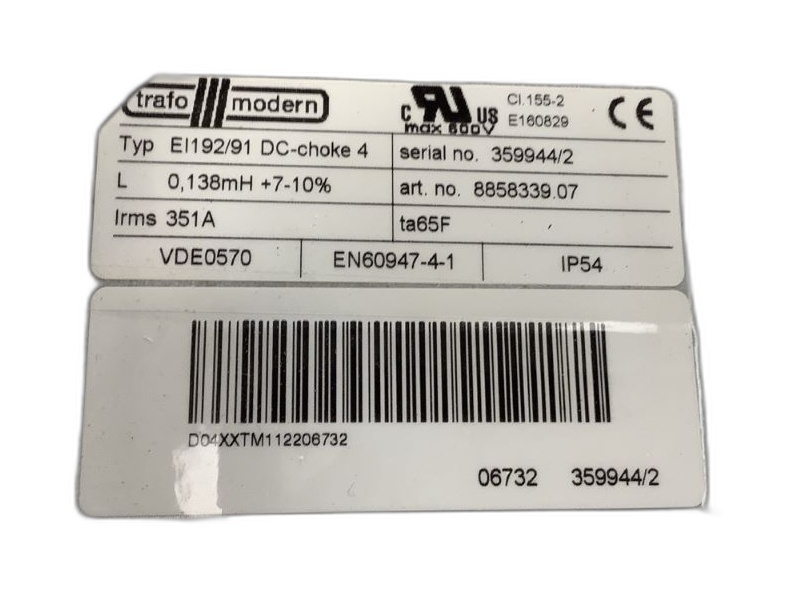 trafo modern
c UR US
max 600V
Cl.155-2
E160829
CE
Typ EI192/91 DC-choke 4
serial no. 359944/2
L 0,138mH +7-10%
art. no. 8858339.07
Irms 351A
ta65F
VDE0570 EN60947-4-1 IP54
D04XXTM112206732
06732 359944/2